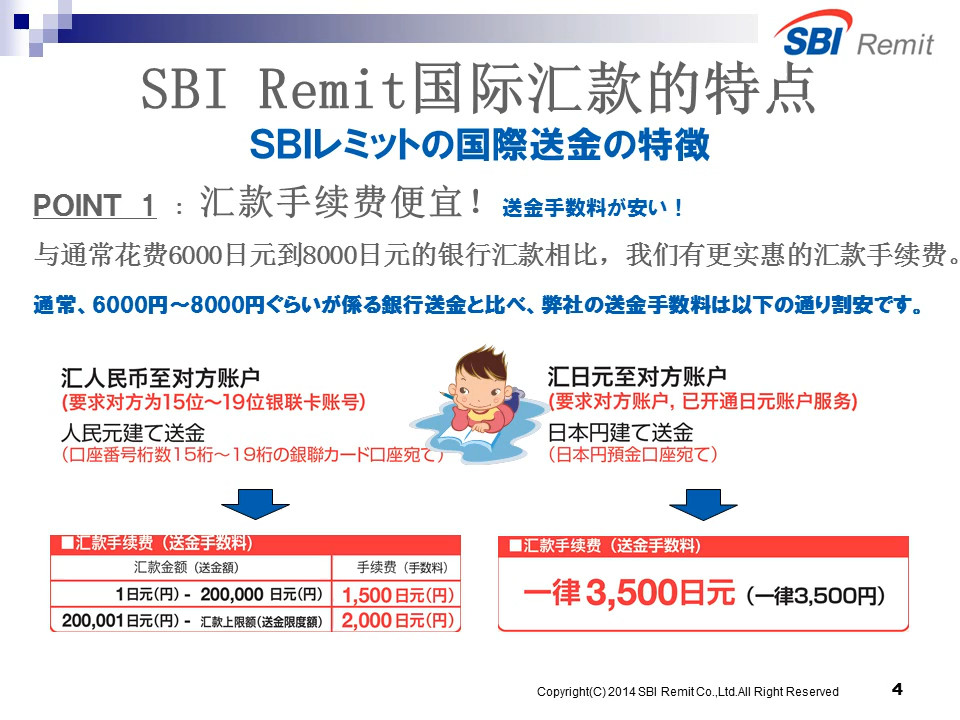 SBI Remit
SBI Remit国际汇款的特点
SBIレミットの国際送金の特徴
POINT 1 : 汇款手续费便宜！ 送金手数料が安い！
与通常花费6000日元到8000日元的银行汇款相比，我们有更实惠的汇款手续费。
通常、6000円～8000円ぐらいが係る銀行送金と比べ、弊社の送金手数料は以下の通り割安です。
汇人民币至对方账户
(要求对方为15位～19位银联卡账号)
人民元建て送金
（口座番号桁数15桁～19桁の銀聯カード口座宛て）
汇日元至对方账户
(要求对方账户, 已开通日元账户服务)
日本円建て送金
（日本円預金口座宛て）
■汇款手续费（送金手数料)
汇款金额（送金額） 手续费（手数料）
1日元(円) - 200,000 日元(円) 1,500日元(円)
200,001日元(円) - 汇款上限额(送金限度額) 2,000日元(円)
■汇款手续费（送金手数料)
一律3,500日元（一律3,500円）
Copyright(C) 2014 SBI Remit Co.,Ltd.All Right Reserved
4